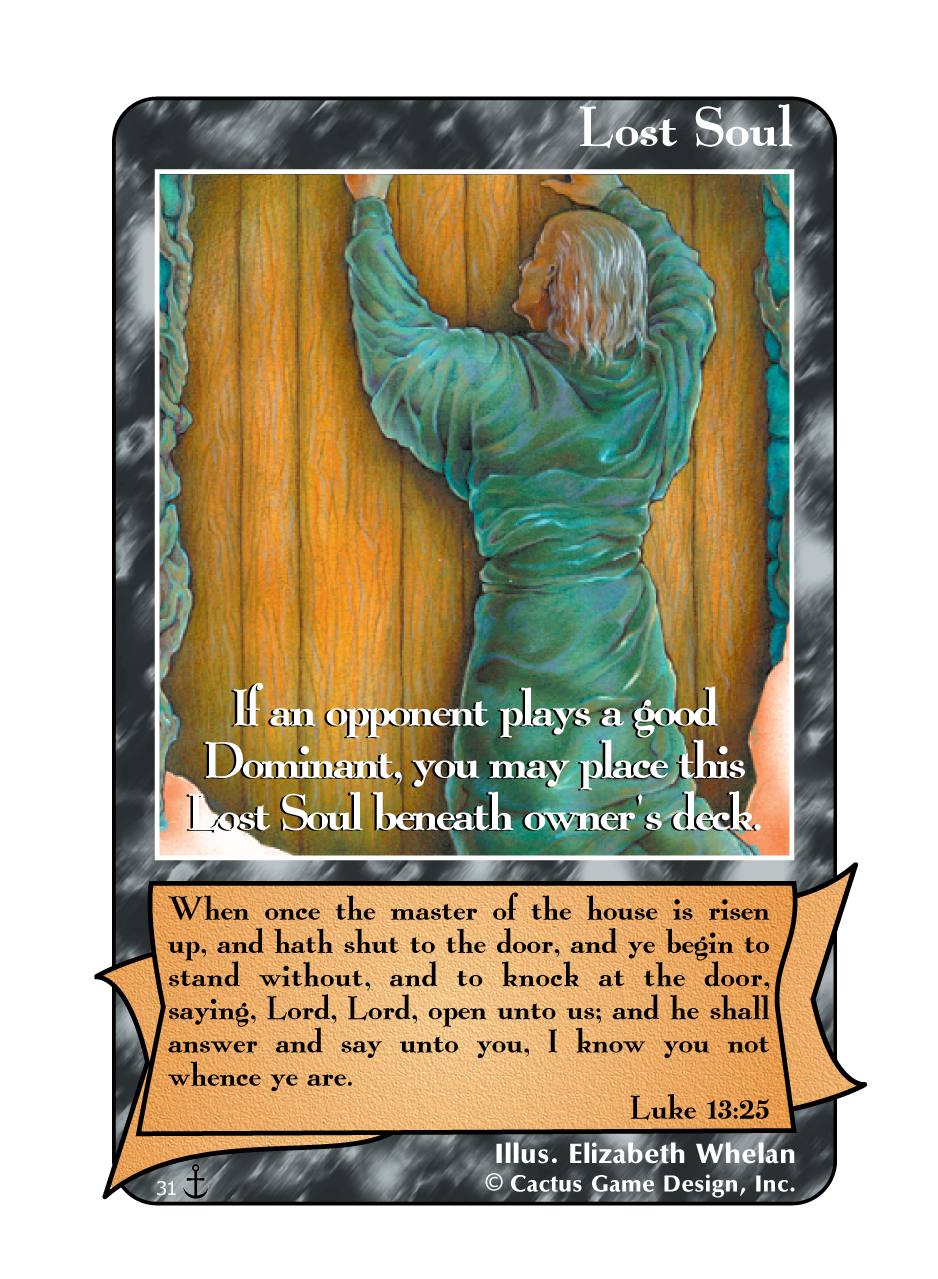 Lost Soul
If an opponent plays a good
Dominant, you may place this
Lost Soul beneath owner's deck.
When once the master of the house is risen
up, and hath shut to the door, and ye begin to
stand without, and to knock at the door,
saying, Lord, Lord, open unto us; and he shall
answer and say unto you, I know you not
whence ye are.
Luke 13:25
Illus. Elizabeth Whelan
© Cactus Game Design, Inc.
31